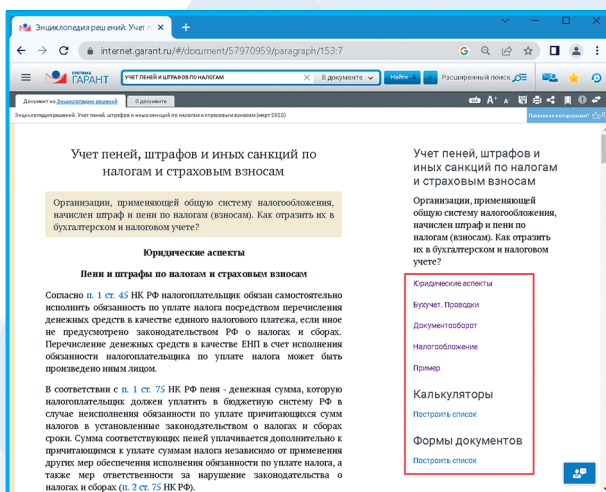 Энциклопедия решений. Учет п
internet.garant.ru/#/document/57970959/paragraph/153:7
СИСТЕМА
ГАРАНТ
УЧЕТ ПЕНЕЙ И ШТРАФОВ ПО НАЛОГАМ
В документе
Найти
Расширенный поиск
Документ из Энциклопедии решений
О документе
Энциклопедия решений. Учет пеней, штрафов и иных санкций по налогам и страховым взносам (март 2023)
Учет пеней, штрафов и иных санкций по
налогам и страховым взносам
Организации, применяющей общую систему налогообложения,
начислен штраф и пени по налогам (взносам). Как отразить их в
бухгалтерском и налоговом учете?
Юридические аспекты
Пени и штрафы по налогам и страховым взносам
Согласно п. 1 ст. 45 НК РФ налогоплательщик обязан самостоятельно
исполнить обязанность по уплате налога посредством перечисления
денежных средств в качестве единого налогового платежа, если иное
не предусмотрено законодательством РФ о налогах и сборах.
Перечисление денежных средств в качестве ЕНП в счет исполнения
обязанности налогоплательщика по уплате налога может быть
произведено иным лицом.
В соответствии с п. 1 ст. 75 НК РФ пеня - денежная сумма, которую
налогоплательщик должен уплатить в бюджетную систему РФ в
случае неисполнения обязанности по уплате причитающихся сумм
налогов в установленные законодательством о налогах и сборах
сроки. Сумма соответствующих пеней уплачивается дополнительно к
причитающимся к уплате суммам налога независимо от применения
других мер обеспечения исполнения обязанности по уплате налога, а
также мер ответственности за нарушение законодательства о
налогах и сборах (п. 2 ст. 75 НК РФ).
Учет пеней, штрафов и
иных санкций по налогам
и страховым взносам
Организации, применяющей
общую систему налогообложения,
начислен штраф и пени по
налогам (взносам). Как отразить
их в бухгалтерском и налоговом
учете?
Юридические аспекты
Бухучет. Проводки
Документооборот
Налогообложение
Пример
Калькуляторы
Построить список
Формы документов
Построить список